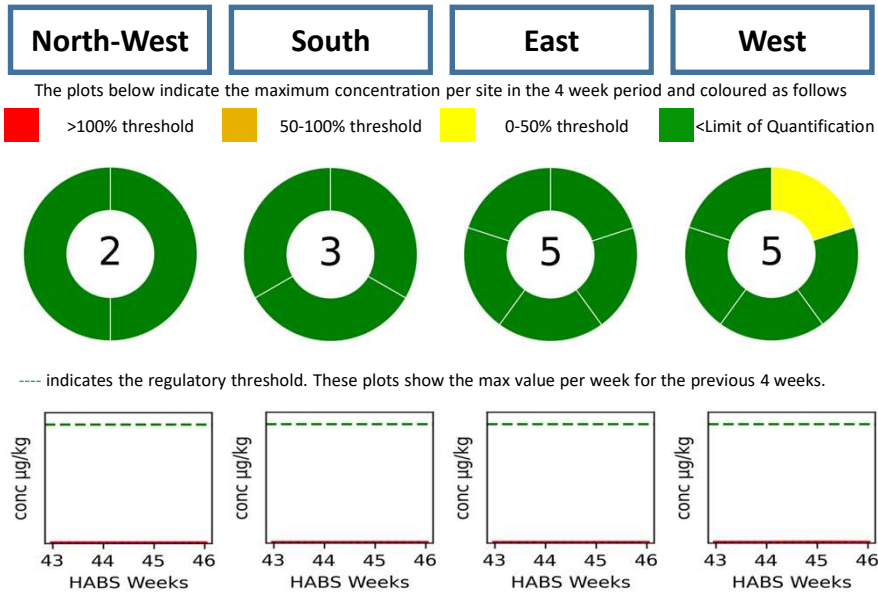 North-West South East West
The plots below indicate the maximum concentration per site in the 4 week period and coloured as follows
>100% threshold 50-100% threshold 0-50% threshold <Limit of Quantification
2 3 5 5
---- indicates the regulatory threshold. These plots show the max value per week for the previous 4 weeks.
conc µg/kg conc µg/kg conc µg/kg conc µg/kg
43 44 45 46 43 44 45 46 43 44 45 46 43 44 45 46
HABS Weeks HABS Weeks HABS Weeks HABS Weeks